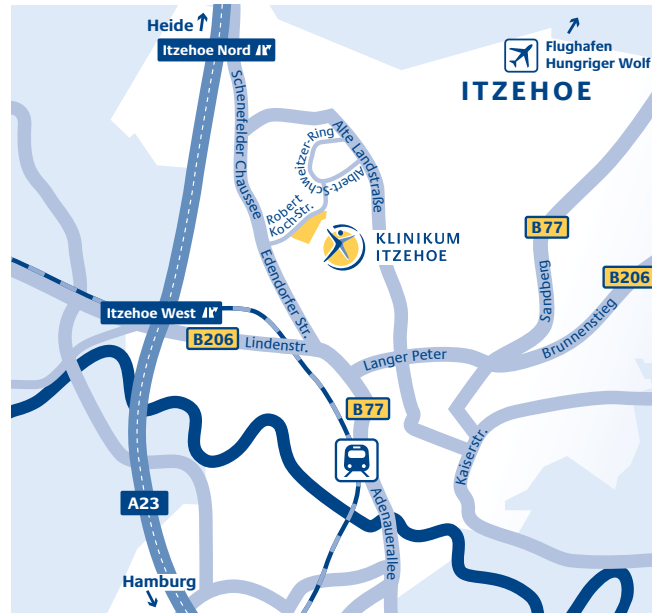 Heide
Itzehoe Nord
Flughafen
Hungriger Wolf
ITZEHOE
Schenefelder Chaussee
Alte Landstraße
Albert-Schweitzer-Ring
Robert
Koch-Str.
KLINIKUM
ITZEHOE
B77
Sandberg
B206
Edendorfer Str.
Itzehoe West
B206
Lindenstr.
Langer Peter
Brunnenstieg
B77
Kaiserstr.
A23
Adenauerallee
Hamburg